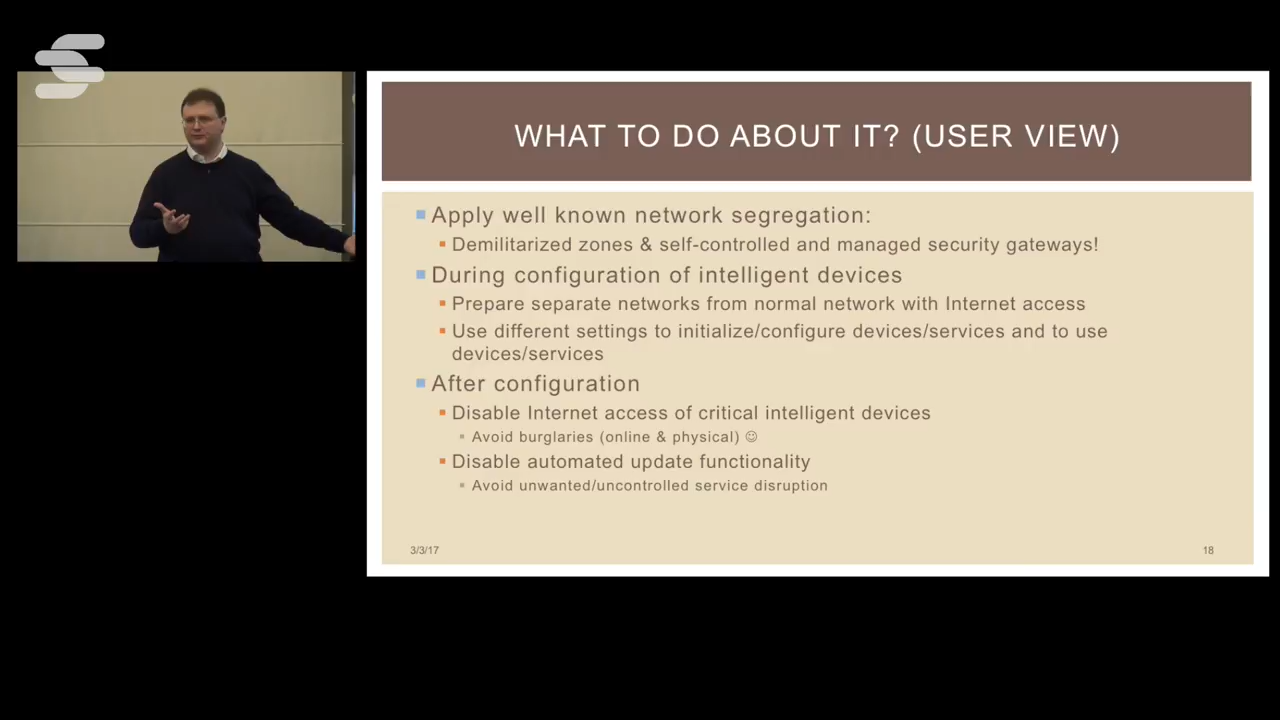 WHAT TO DO ABOUT IT? (USER VIEW)
Apply well known network segregation:
Demilitarized zones & self-controlled and managed security gateways!
During configuration of intelligent devices
Prepare separate networks from normal network with Internet access
Use different settings to initialize/configure devices/services and to use
devices/services
After configuration
Disable Internet access of critical intelligent devices
Avoid burglaries (online & physical) ☺
Disable automated update functionality
Avoid unwanted/uncontrolled service disruption
3/3/17
18